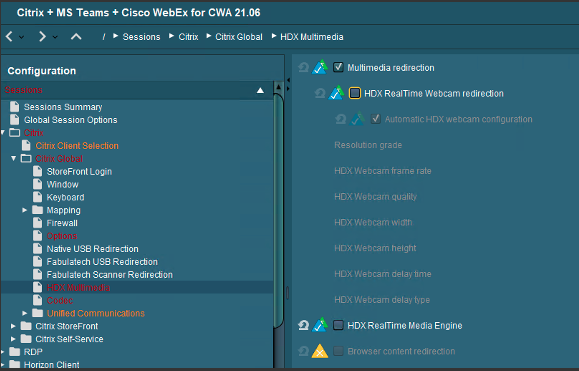 Citrix + MS Teams + Cisco WebEx for CWA 21.06
/ Sessions Citrix Citrix Global HDX Multimedia
Configuration
Sessions
Sessions Summary
Global Session Options
Citrix
Citrix Client Selection
Citrix Global
StoreFront Login
Window
Keyboard
Mapping
Firewall
Options
Native USB Redirection
Fabulatech USB Redirection
Fabulatech Scanner Redirection
HDX Multimedia
Codec
Unified Communications
Citrix StoreFront
Citrix Self-Service
RDP
Horizon Client
Multimedia redirection
HDX RealTime Webcam redirection
Automatic HDX webcam configuration
Resolution grade
HDX Webcam frame rate
HDX Webcam quality
HDX Webcam width
HDX Webcam height
HDX Webcam delay time
HDX Webcam delay type
HDX RealTime Media Engine
Browser content redirection